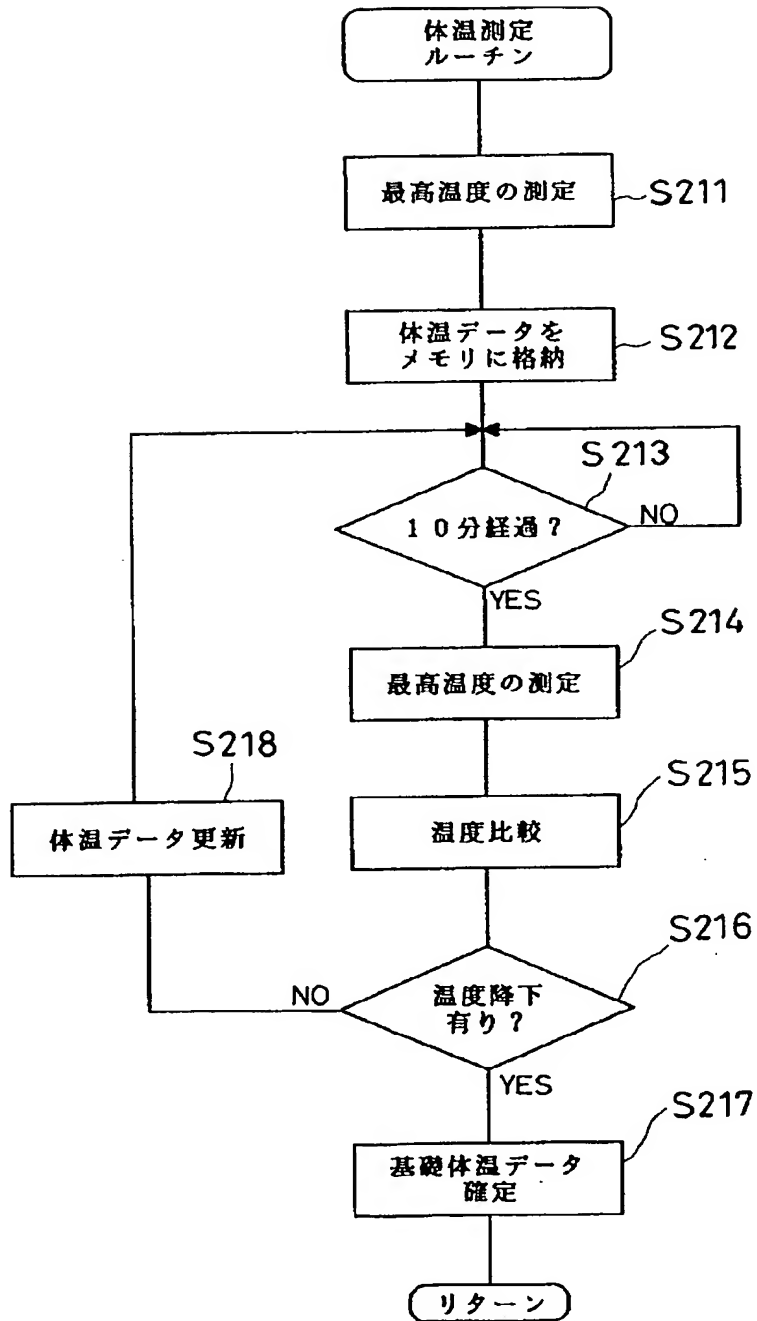 体温測定
ルーチン
最高温度の測定
S211
体温データを
メモリに格納
S212
S213
10分経過?
NO
YES
S214
最高温度の測定
S218
体温データ更新
S215
温度比較
S216
NO
温度降下
有り?
YES
S217
基礎体温データ
確定
リターン